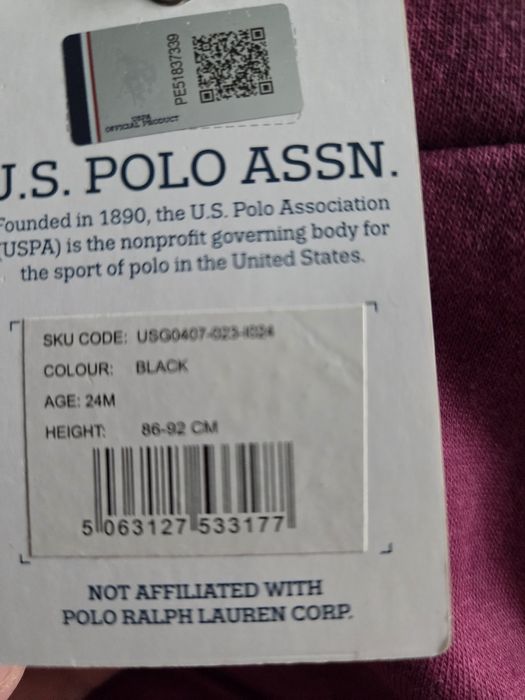 PE51837339
USPA
OFFICIAL PRODUCT
U.S. POLO ASSN.
Founded in 1890, the U.S. Polo Association
(USPA) is the nonprofit governing body for
the sport of polo in the United States.
SKU CODE: USG0407-023-I024
COLOUR: BLACK
AGE: 24M
HEIGHT: 86-92 CM
5 063127 533177
NOT AFFILIATED WITH
POLO RALPH LAUREN CORP.